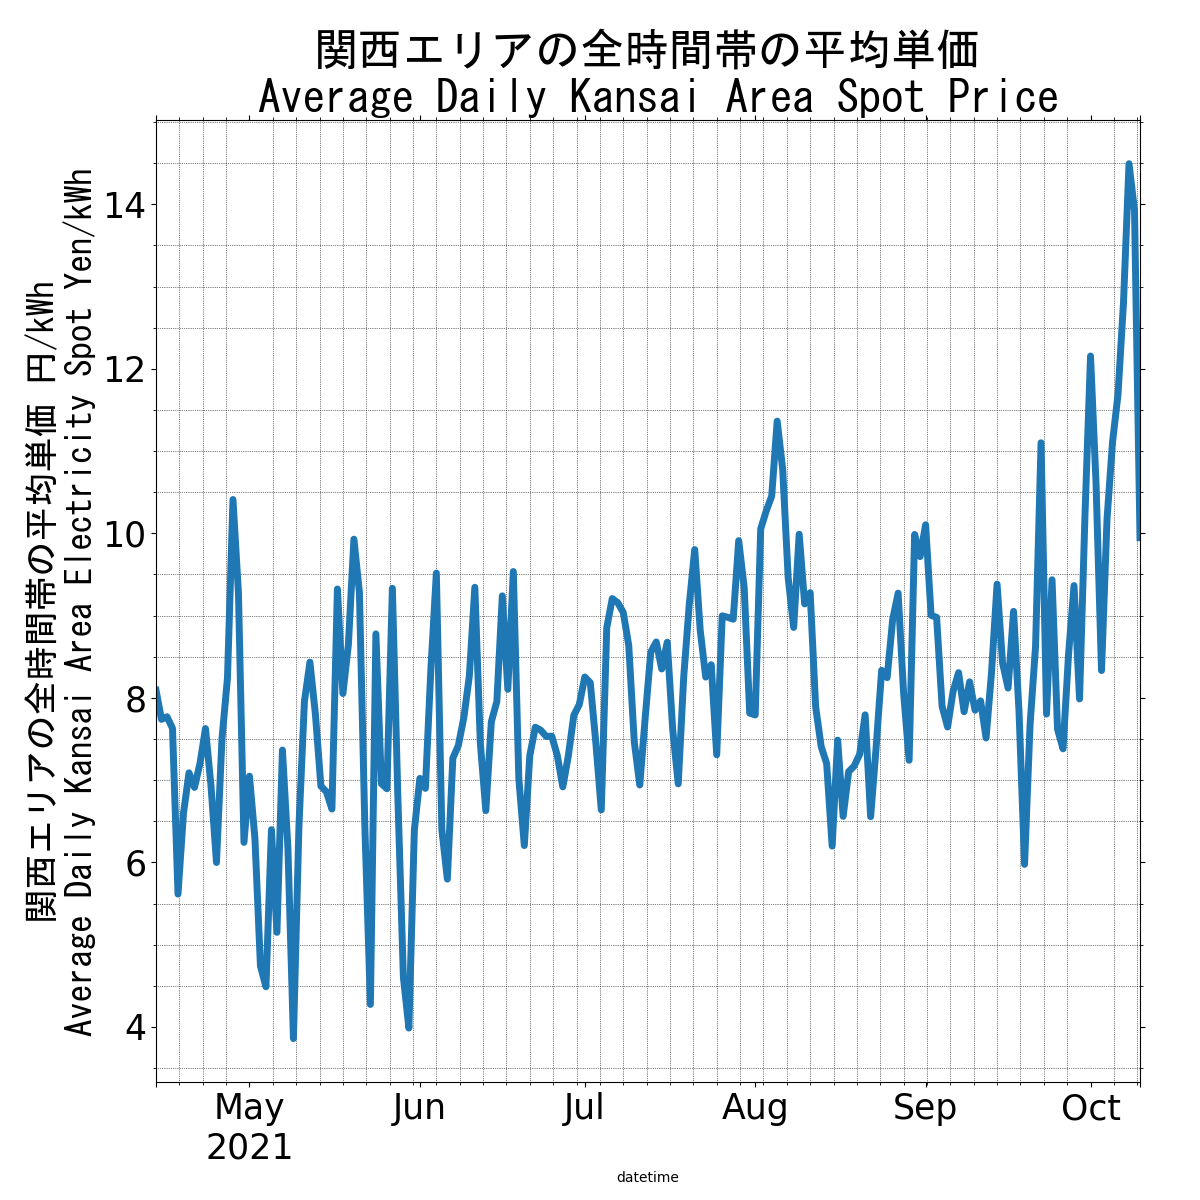 関西エリアの全時間帯の平均単価
Average Daily Kansai Area Spot Price
関西エリアの全時間帯の平均単価 円/kWh
Average Daily Kansai Area Electricity Spot Yen/kWh
14
12
10
8
6
4
May
2021
Jun
Jul
Aug
Sep
Oct
datetime